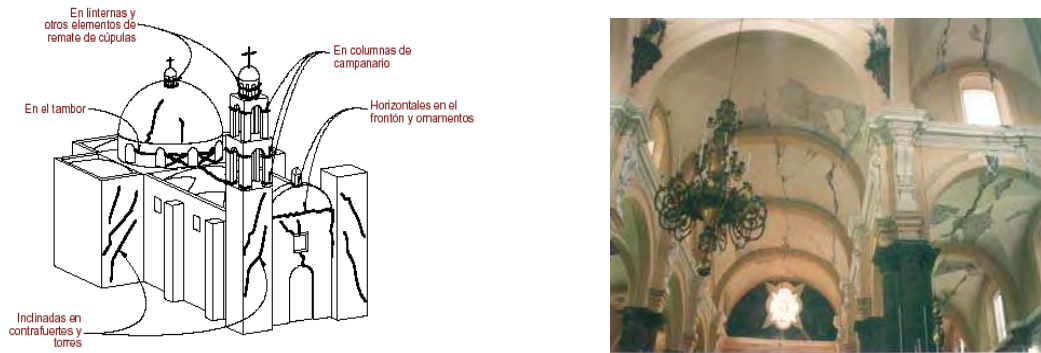 En linternas y
otros elementos de
remate de cúpulas
En columnas de
campanario
En el tambor
Horizontales en el
frontón y ornamentos
Inclinadas en
contrafuertes y
torres